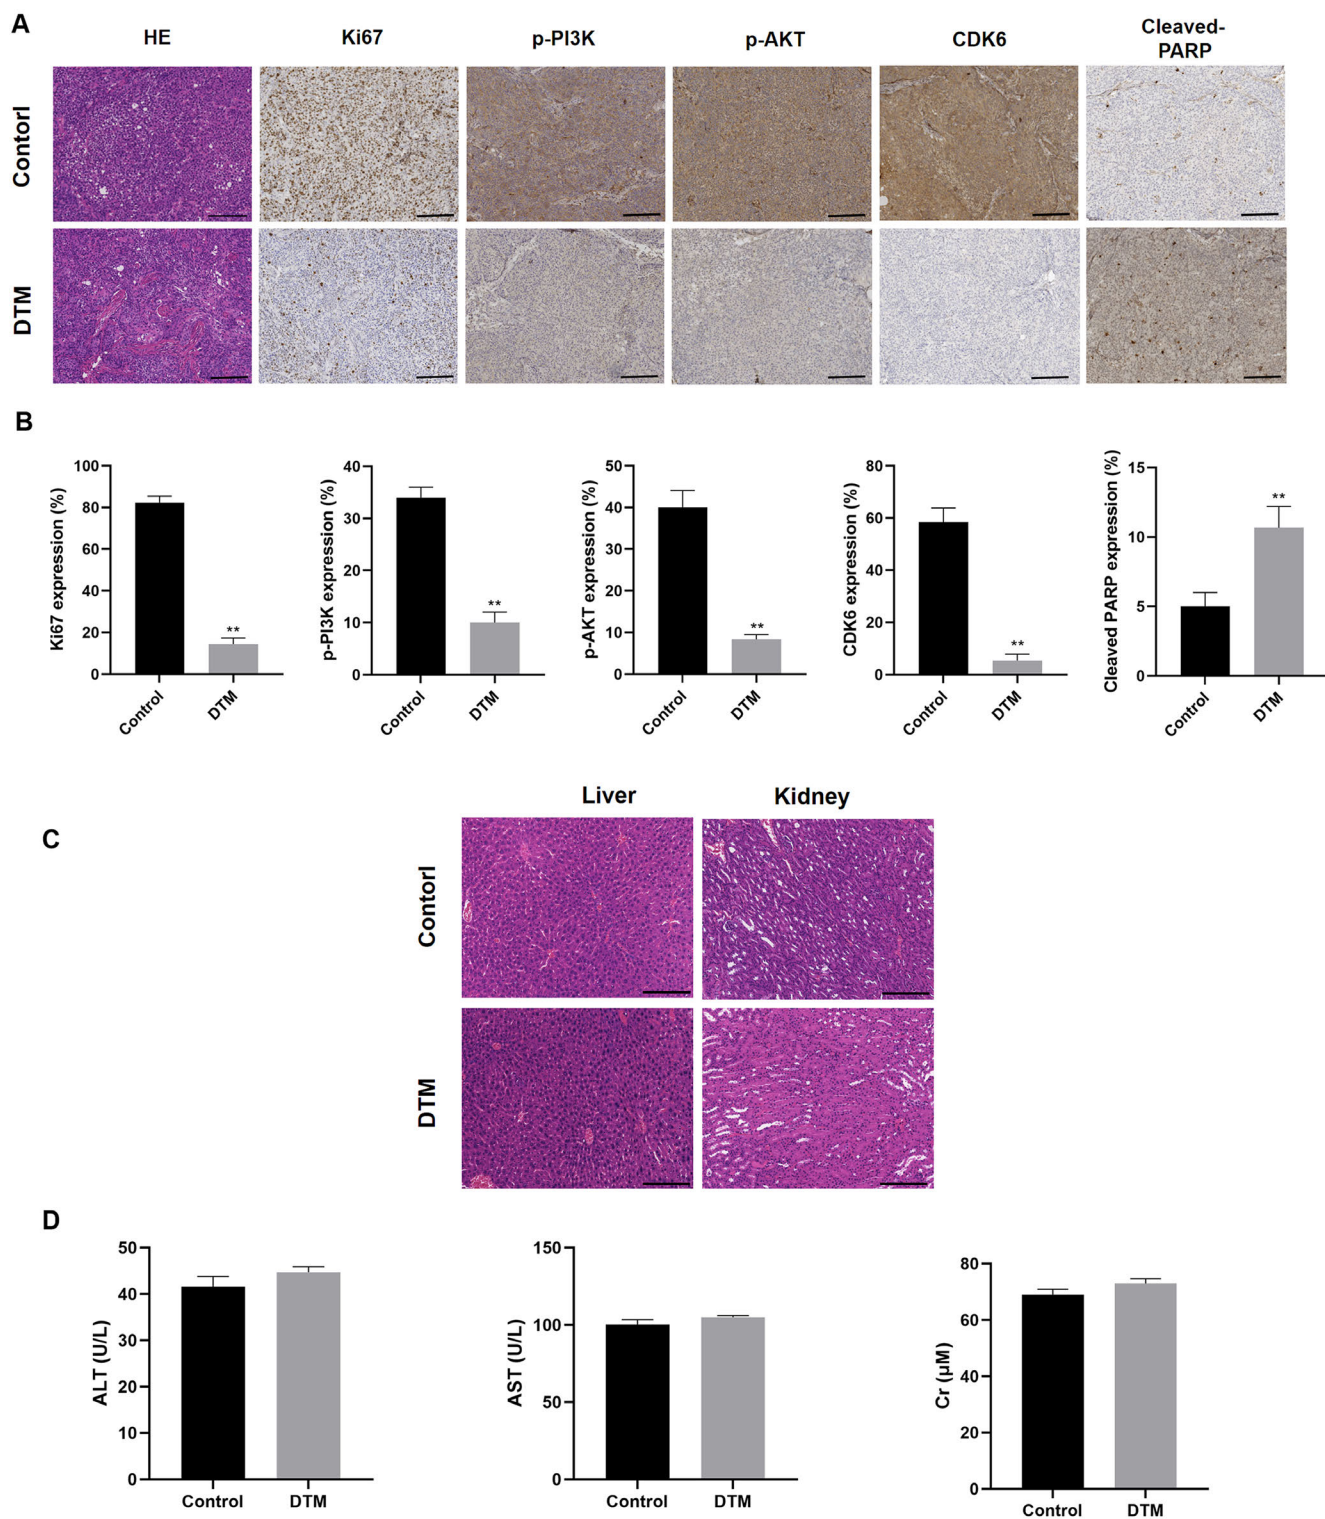 A
HE
Ki67
p-PI3K
p-AKT
CDK6
Cleaved-
PARP
Contorl
DTM
B
Ki67 expression (%)
100
80
60
40
20
0
**
Control
DTM
p-PI3K expression (%)
40
30
20
10
0
**
Control
DTM
p-AKT expression (%)
50
40
30
20
10
0
**
Control
DTM
CDK6 expression (%)
80
60
40
20
0
**
Control
DTM
Cleaved PARP expression (%)
15
10
5
0
**
Control
DTM
C
Liver
Kidney
Contorl
DTM
D
ALT (U/L)
50
40
30
20
10
0
Control
DTM
AST (U/L)
150
100
50
0
Control
DTM
Cr (μM)
80
60
40
20
0
Control
DTM